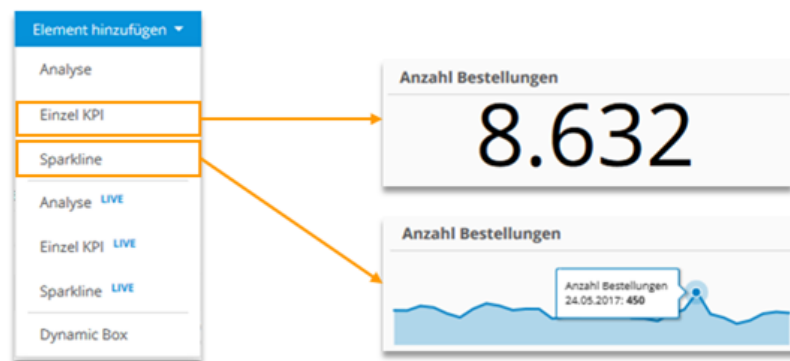 Element hinzufügen
Analyse
Einzel KPI
Sparkline
Analyse LIVE
Einzel KPI LIVE
Sparkline LIVE
Dynamic Box
Anzahl Bestellungen
8.632
Anzahl Bestellungen
Anzahl Bestellungen
24.05.2017: 450